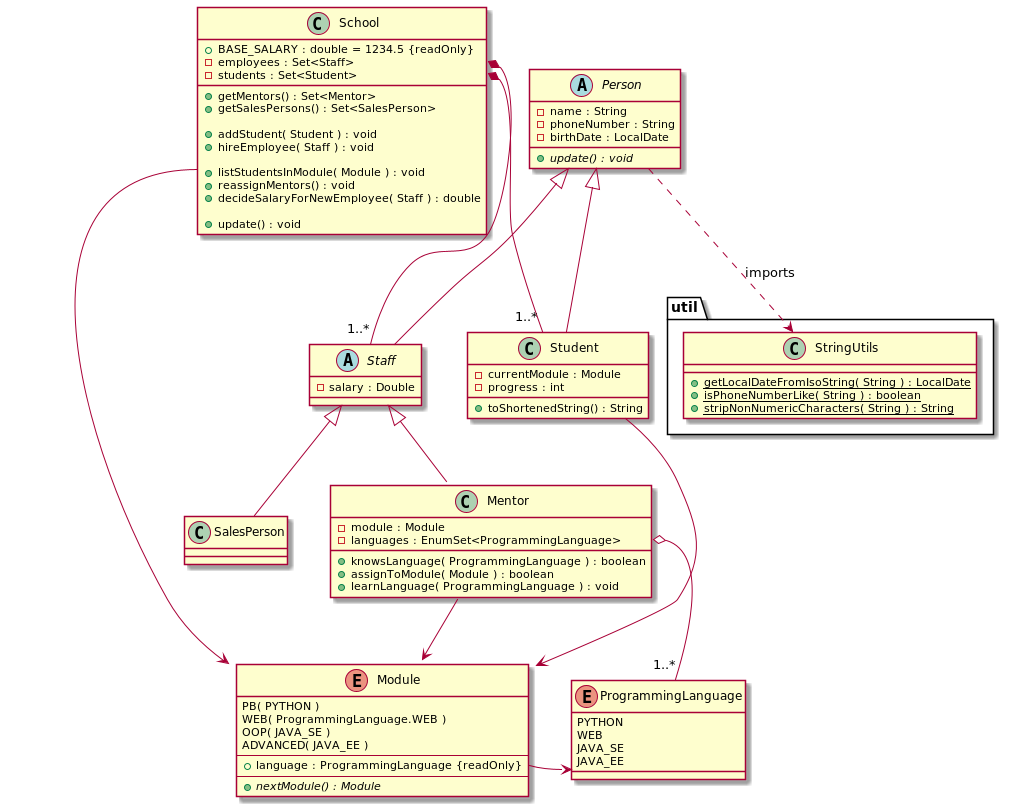 C School
BASE_SALARY : double = 1234.5 {readOnly}
employees : Set<Staff>
students : Set<Student>
getMentors() : Set<Mentor>
getSalesPersons() : Set<SalesPerson>
addStudent( Student ) : void
hireEmployee( Staff ) : void
listStudentsInModule( Module ) : void
reassignMentors() : void
decideSalaryForNewEmployee( Staff ) : double
update() : void
A Person
name : String
phoneNumber : String
birthDate : LocalDate
update() : void
imports
1..*
1..*
util
C StringUtils
getLocalDateFromIsoString( String ) : LocalDate
isPhoneNumberLike( String ) : boolean
stripNonNumericCharacters( String ) : String
A Staff
salary : Double
C Student
currentModule : Module
progress : int
toShortenedString() : String
C SalesPerson
C Mentor
module : Module
languages : EnumSet<ProgrammingLanguage>
knowsLanguage( ProgrammingLanguage ) : boolean
assignToModule( Module ) : boolean
learnLanguage( ProgrammingLanguage ) : void
1..*
E Module
PB( PYTHON )
WEB( ProgrammingLanguage.WEB )
OOP( JAVA_SE )
ADVANCED( JAVA_EE )
language : ProgrammingLanguage {readOnly}
nextModule() : Module
E ProgrammingLanguage
PYTHON
WEB
JAVA_SE
JAVA_EE